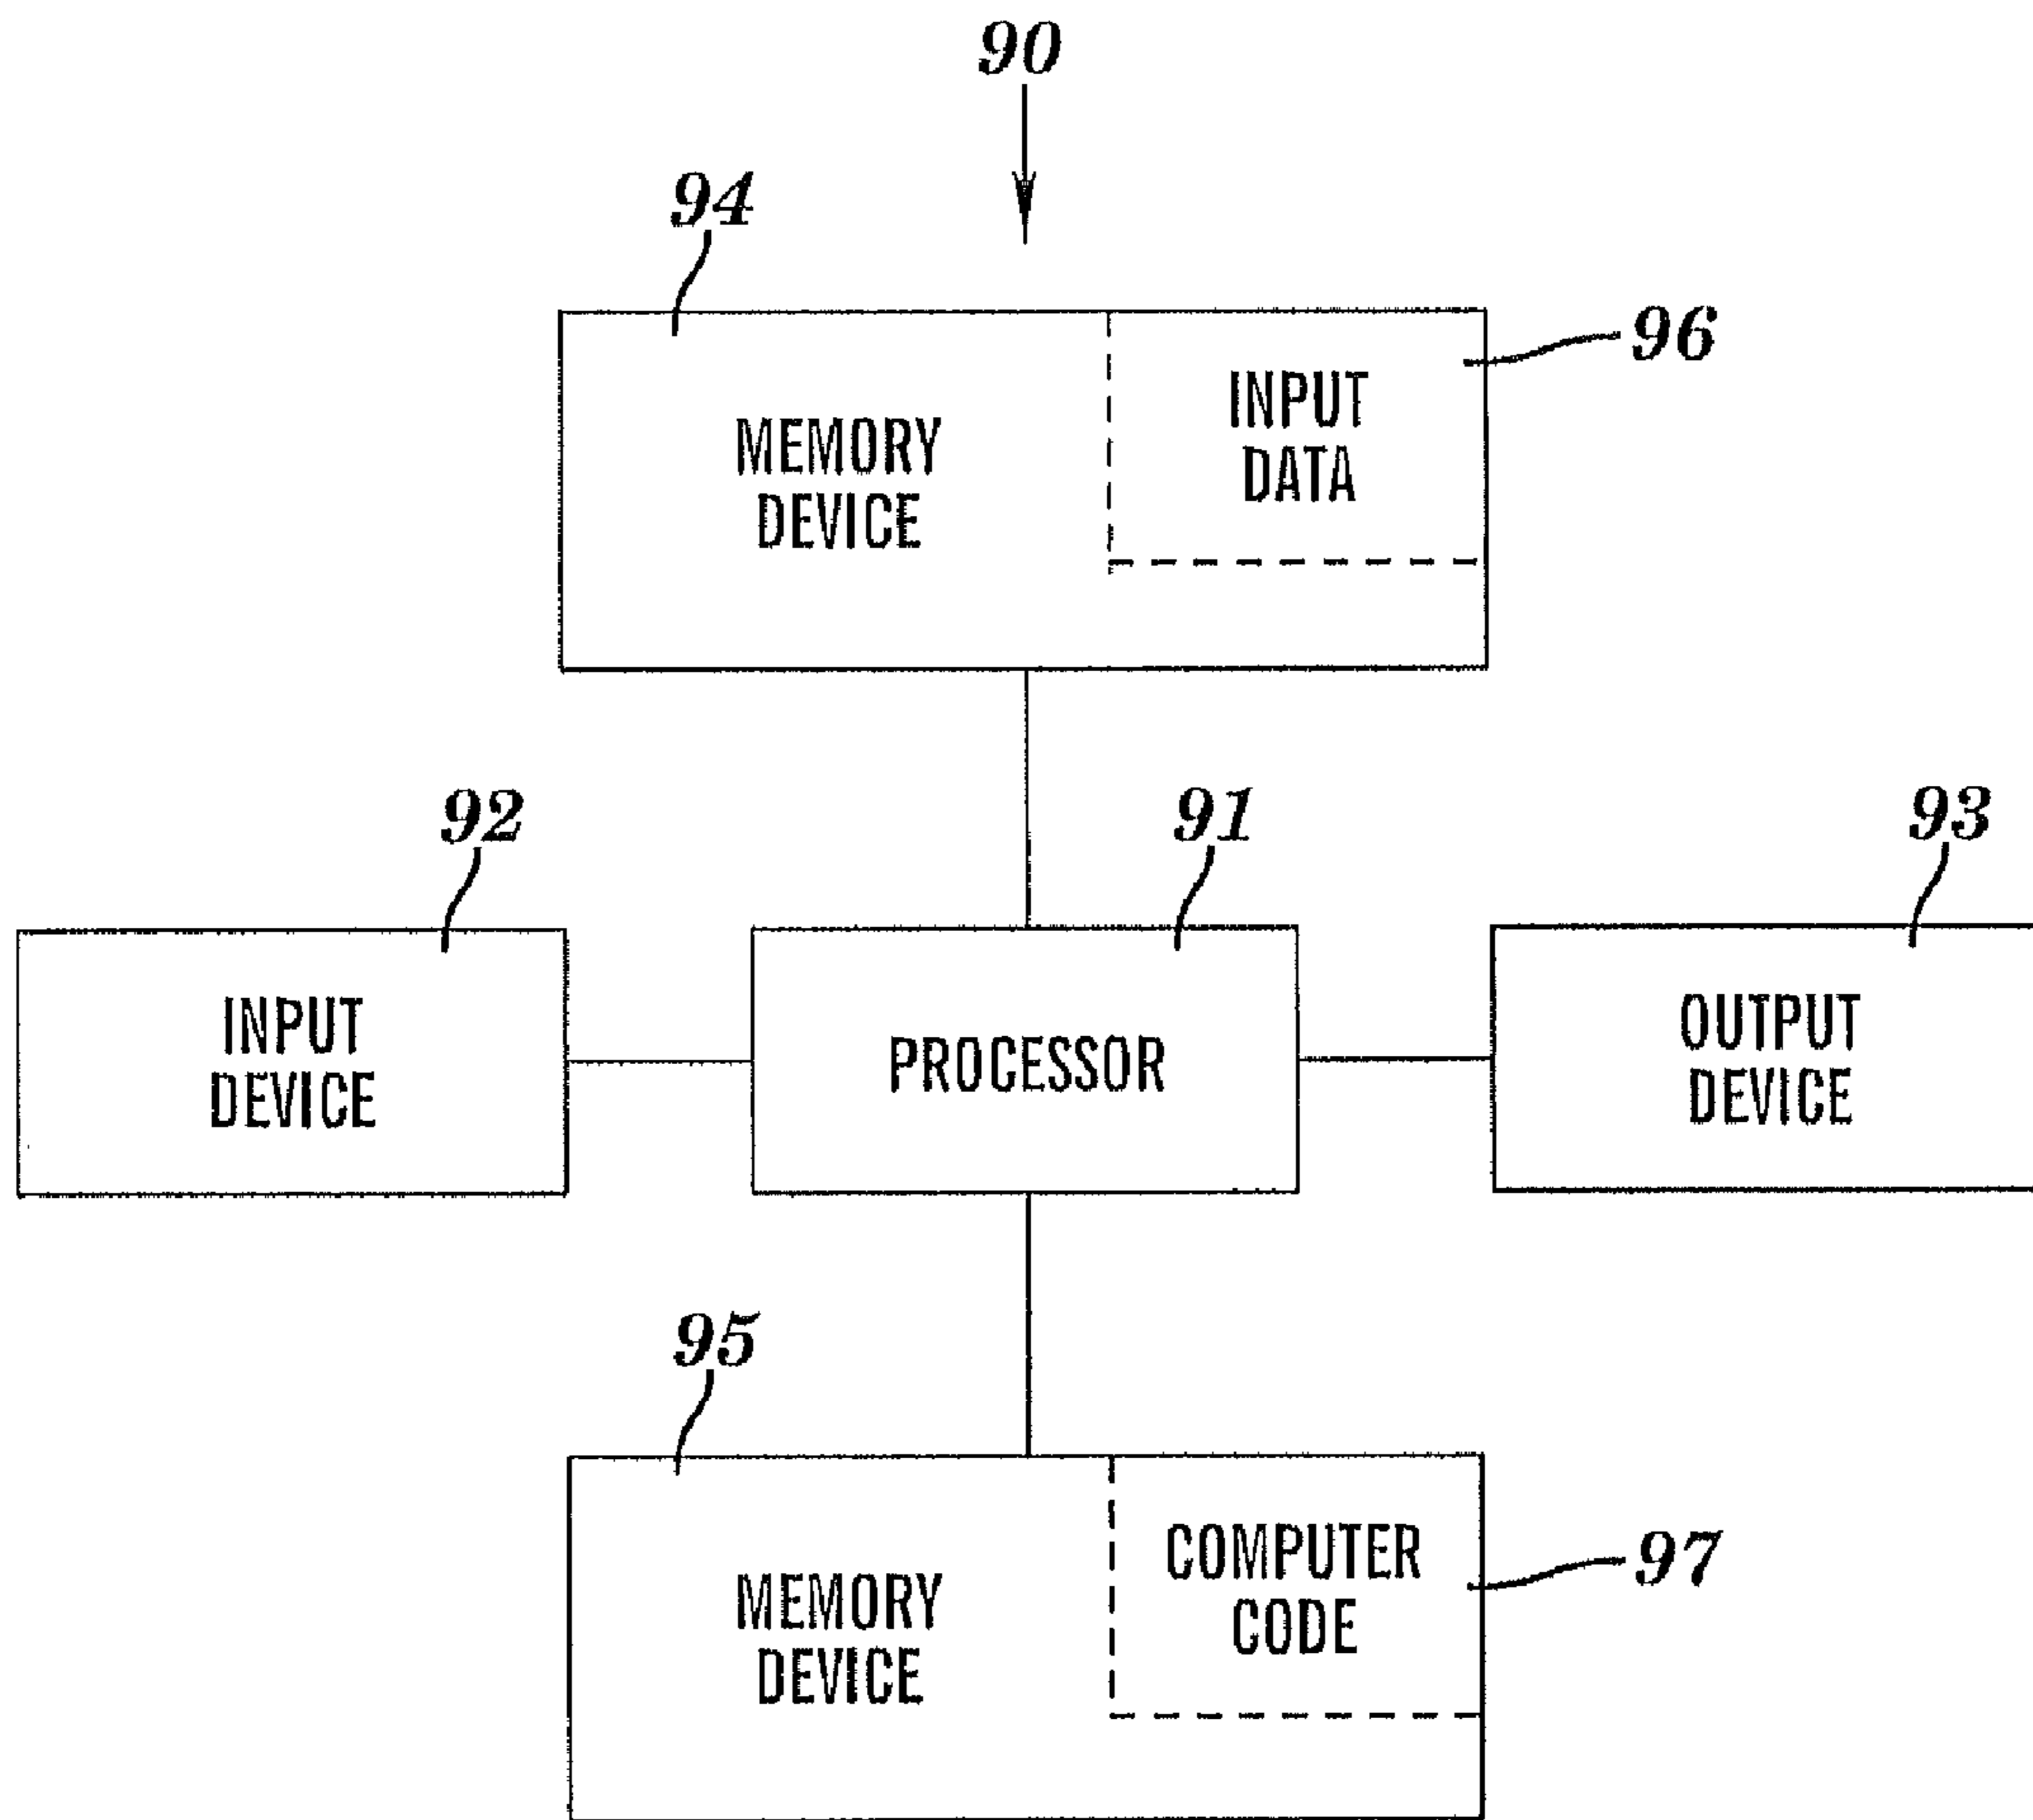 90
94
96
MEMORY
DEVICE
INPUT
DATA
92
91
93
INPUT
DEVICE
PROCESSOR
OUTPUT
DEVICE
95
97
MEMORY
DEVICE
COMPUTER
CODE